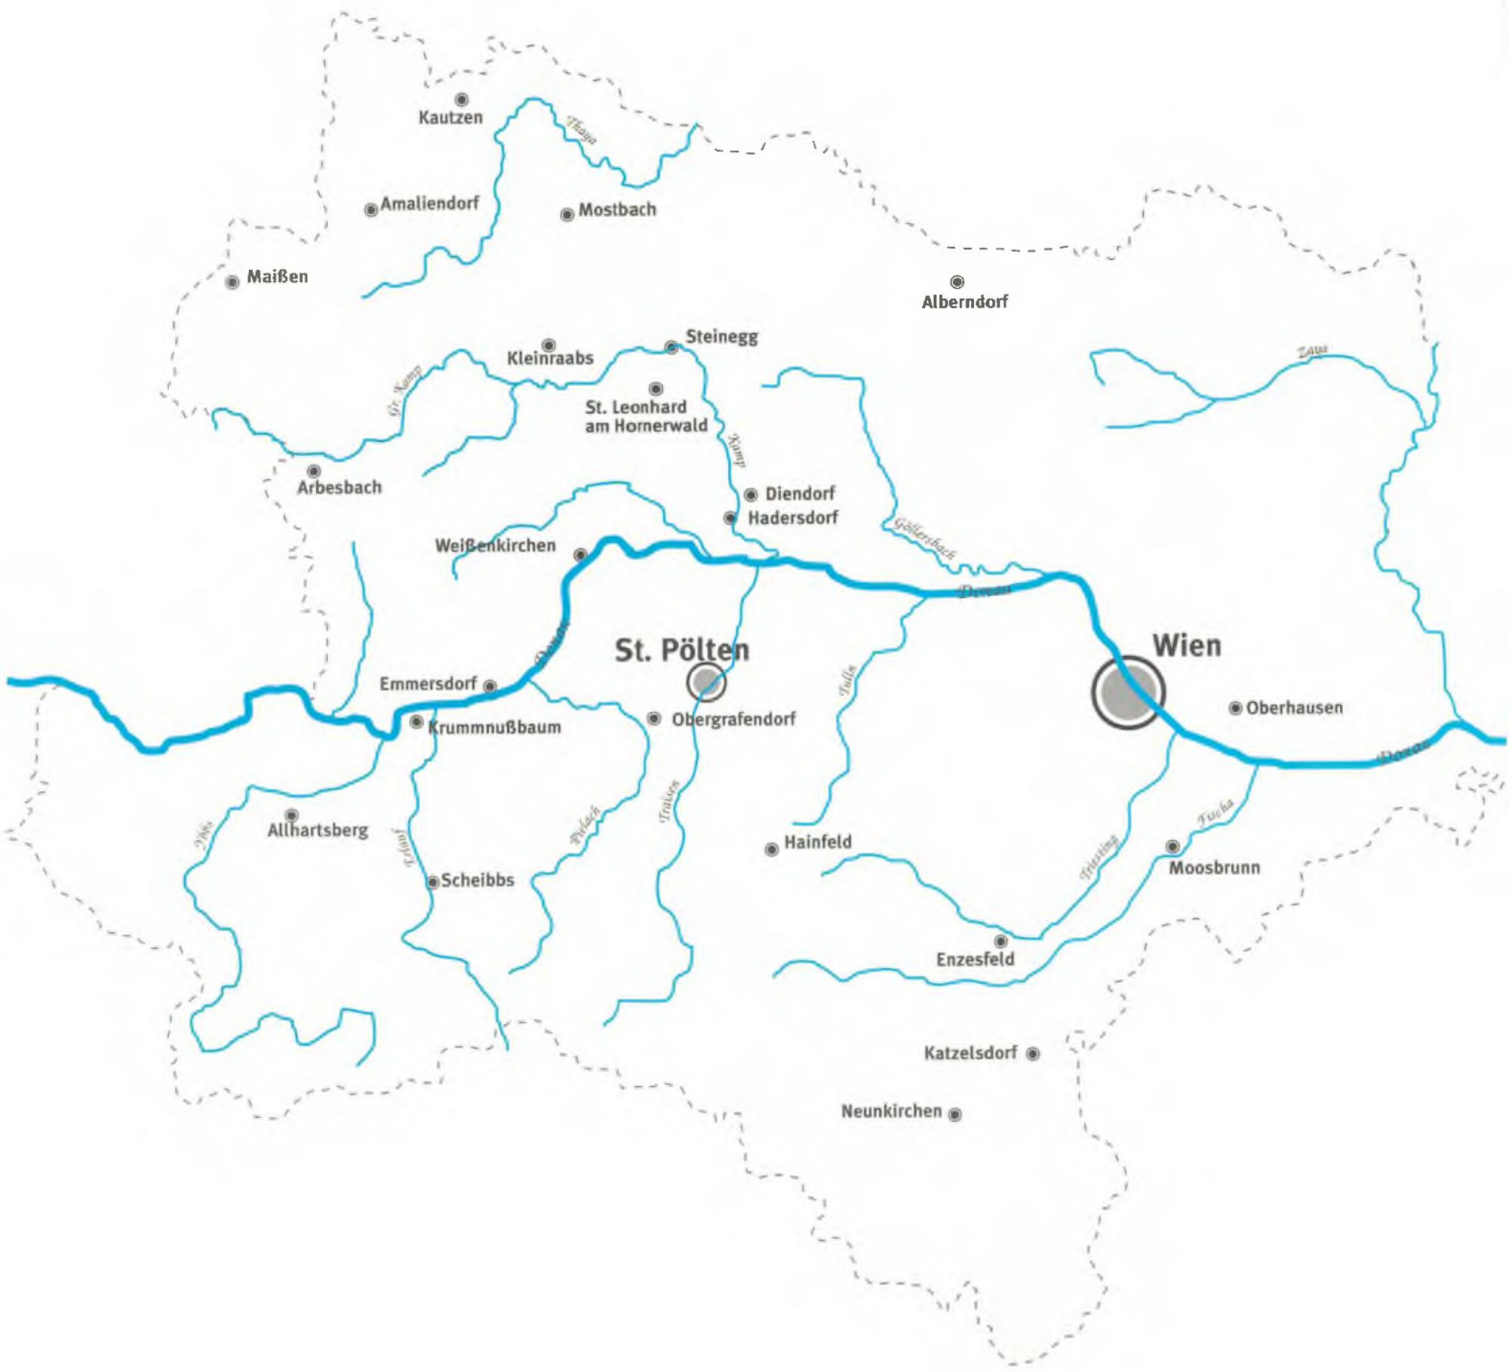 Kautzen
Thaya
Amaliendorf
Mostbach
Maißen
Alberndorf
Steinegg
Kleinraabs
Zaya
Gr. Kamp
St. Leonhard
am Hornerwald
Kamp
Arbesbach
Diendorf
Hadersdorf
Göllersbach
Weißenkirchen
Donau
Donau
St. Pölten
Wien
Tulln
Emmersdorf
Oberhausen
Krummnußbaum
Obergrafendorf
Donau
Traisen
Pielach
Fischa
Allhartsberg
Ybbs
Erlauf
Hainfeld
Triesting
Moosbrunn
Scheibbs
Enzesfeld
Katzelsdorf
Neunkirchen